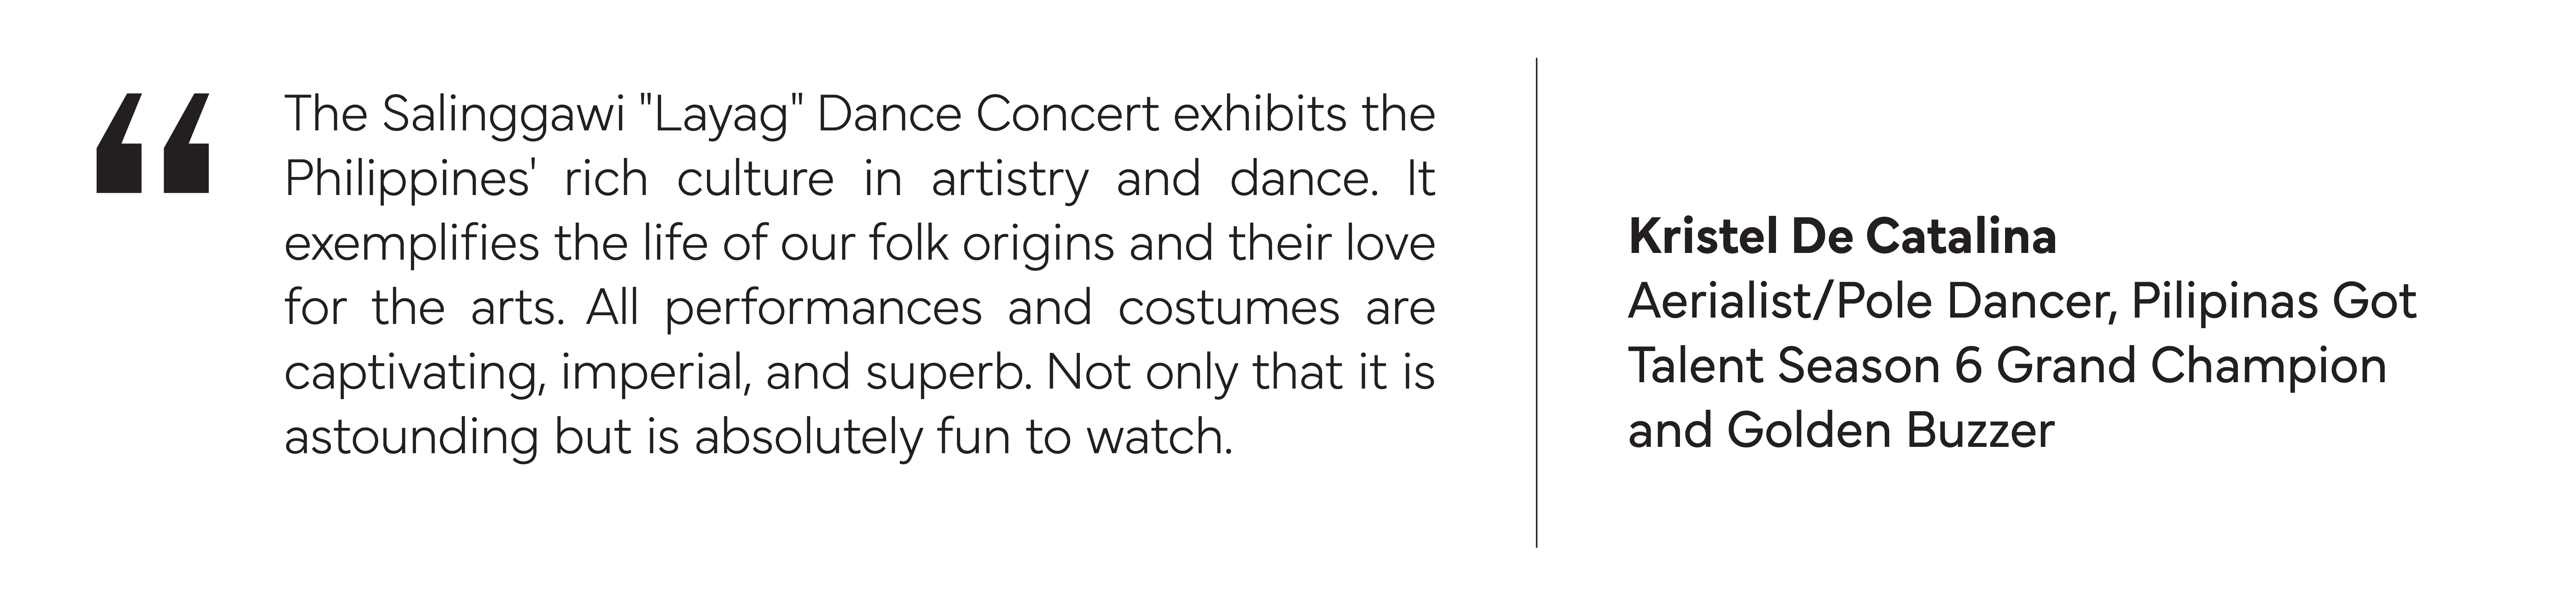 “
The Salinggawi "Layag" Dance Concert exhibits the
Philippines' rich culture in artistry and dance. It
exemplifies the life of our folk origins and their love
for the arts. All performances and costumes are
captivating, imperial, and superb. Not only that it is
astounding but is absolutely fun to watch.
Kristel De Catalina
Aerialist/Pole Dancer, Pilipinas Got
Talent Season 6 Grand Champion
and Golden Buzzer